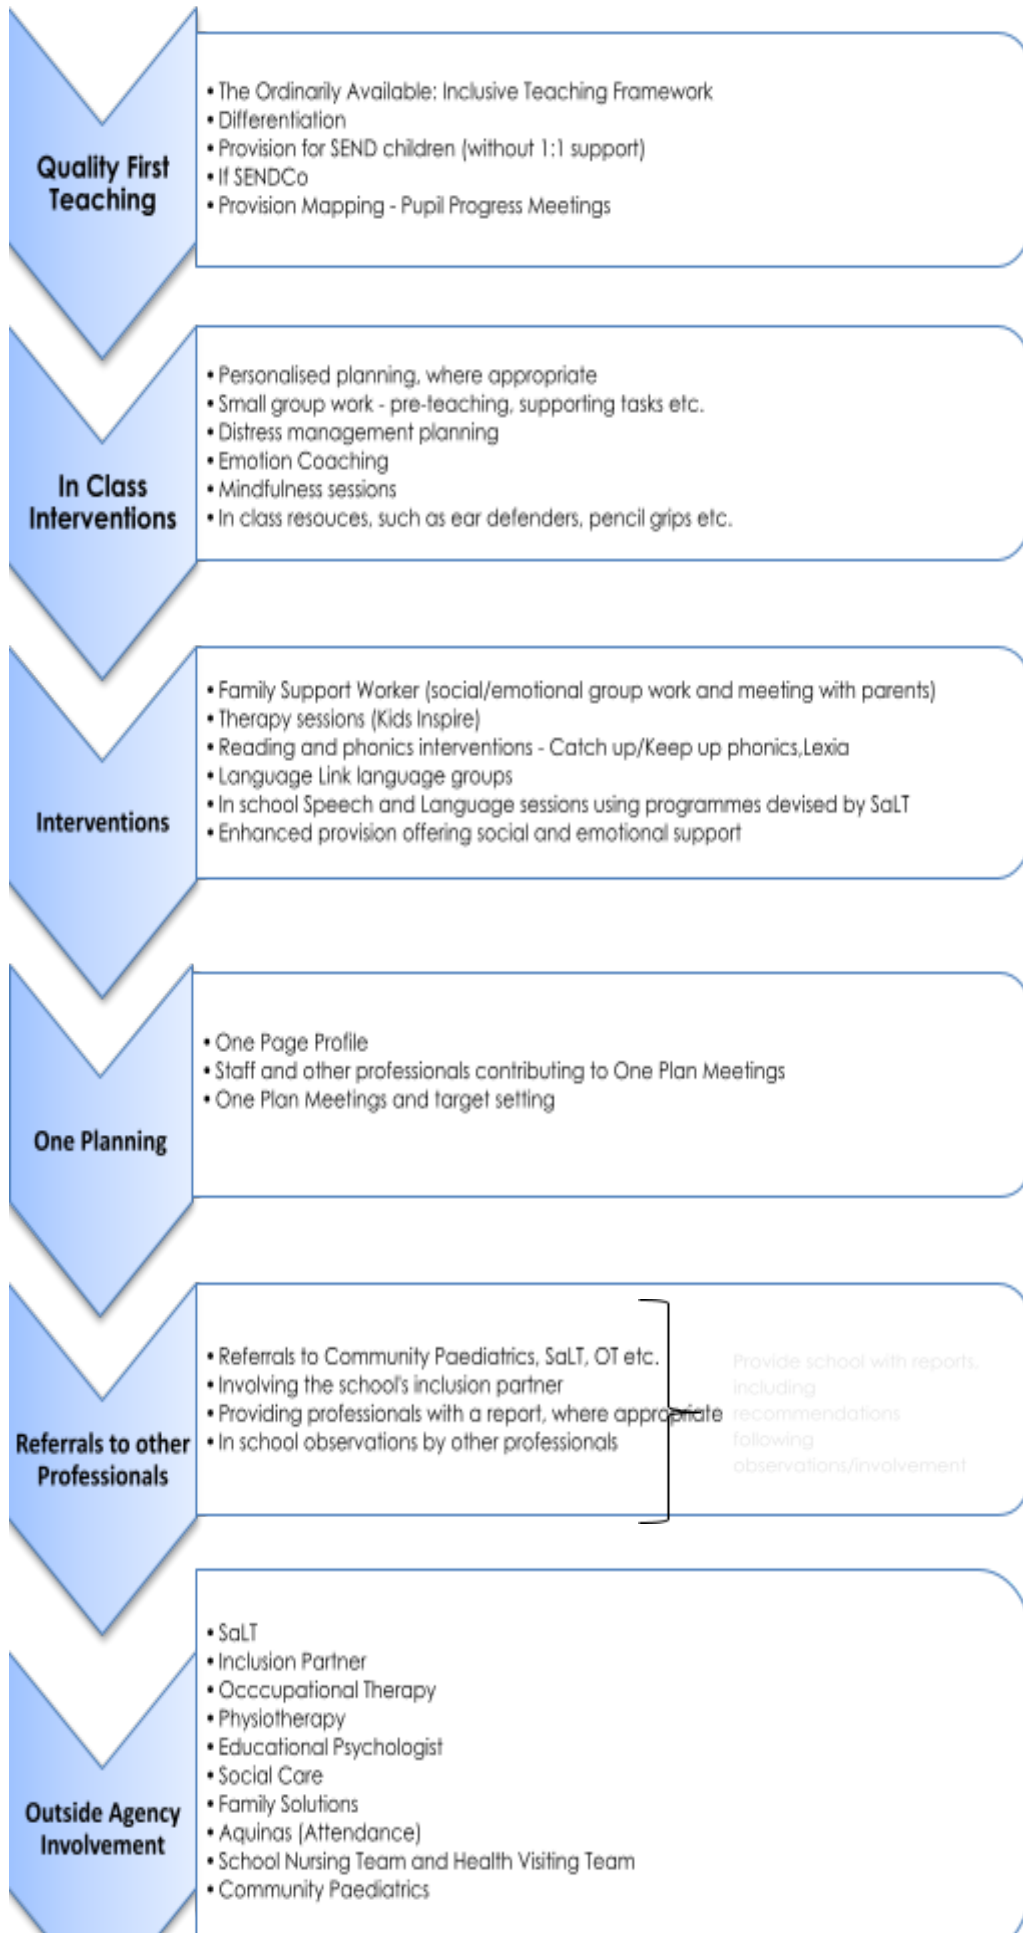 Quality First
Teaching
• The Ordinarily Available: Inclusive Teaching Framework
• Differentiation
• Provision for SEND children (without 1:1 support)
• If SENDCo
• Provision Mapping - Pupil Progress Meetings
In Class
Interventions
• Personalised planning, where appropriate
• Small group work - pre-teaching, supporting tasks etc.
• Distress management planning
• Emotion Coaching
• Mindfulness sessions
• In class resouces, such as ear defenders, pencil grips etc.
Interventions
• Family Support Worker (social/emotional group work and meeting with parents)
• Therapy sessions (Kids Inspire)
• Reading and phonics interventions - Catch up/Keep up phonics,Lexia
• Language Link language groups
• In school Speech and Language sessions using programmes devised by SaLT
• Enhanced provision offering social and emotional support
One Planning
• One Page Profile
• Staff and other professionals contributing to One Plan Meetings
• One Plan Meetings and target setting
Referrals to other
Professionals
• Referrals to Community Paediatrics, SaLT, OT etc.
• Involving the school's inclusion partner
• Providing professionals with a report, where appropriate
• In school observations by other professionals
Provide school with reports,
including
recommendations
following
observations/involvement
Outside Agency
Involvement
• SaLT
• Inclusion Partner
• Occcupational Therapy
• Physiotherapy
• Educational Psychologist
• Social Care
• Family Solutions
• Aquinas (Attendance)
• School Nursing Team and Health Visiting Team
• Community Paediatrics